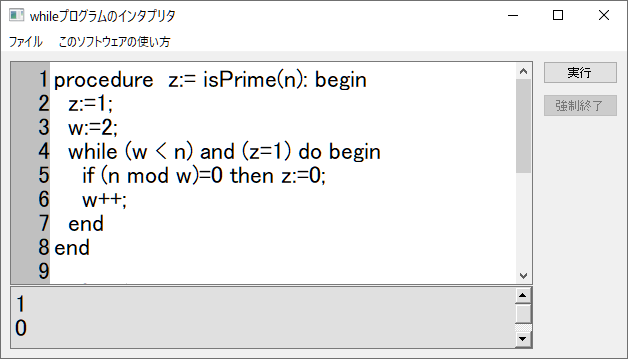 whileプログラムのインタプリタ
ファイル このソフトウェアの使い方
1 procedure z:= isPrime(n): begin
2 z:=1;
3 w:=2;
4 while (w < n) and (z=1) do begin
5 if (n mod w)=0 then z:=0;
6 w++;
7 end
8 end
9
実行
強制終了
1
0